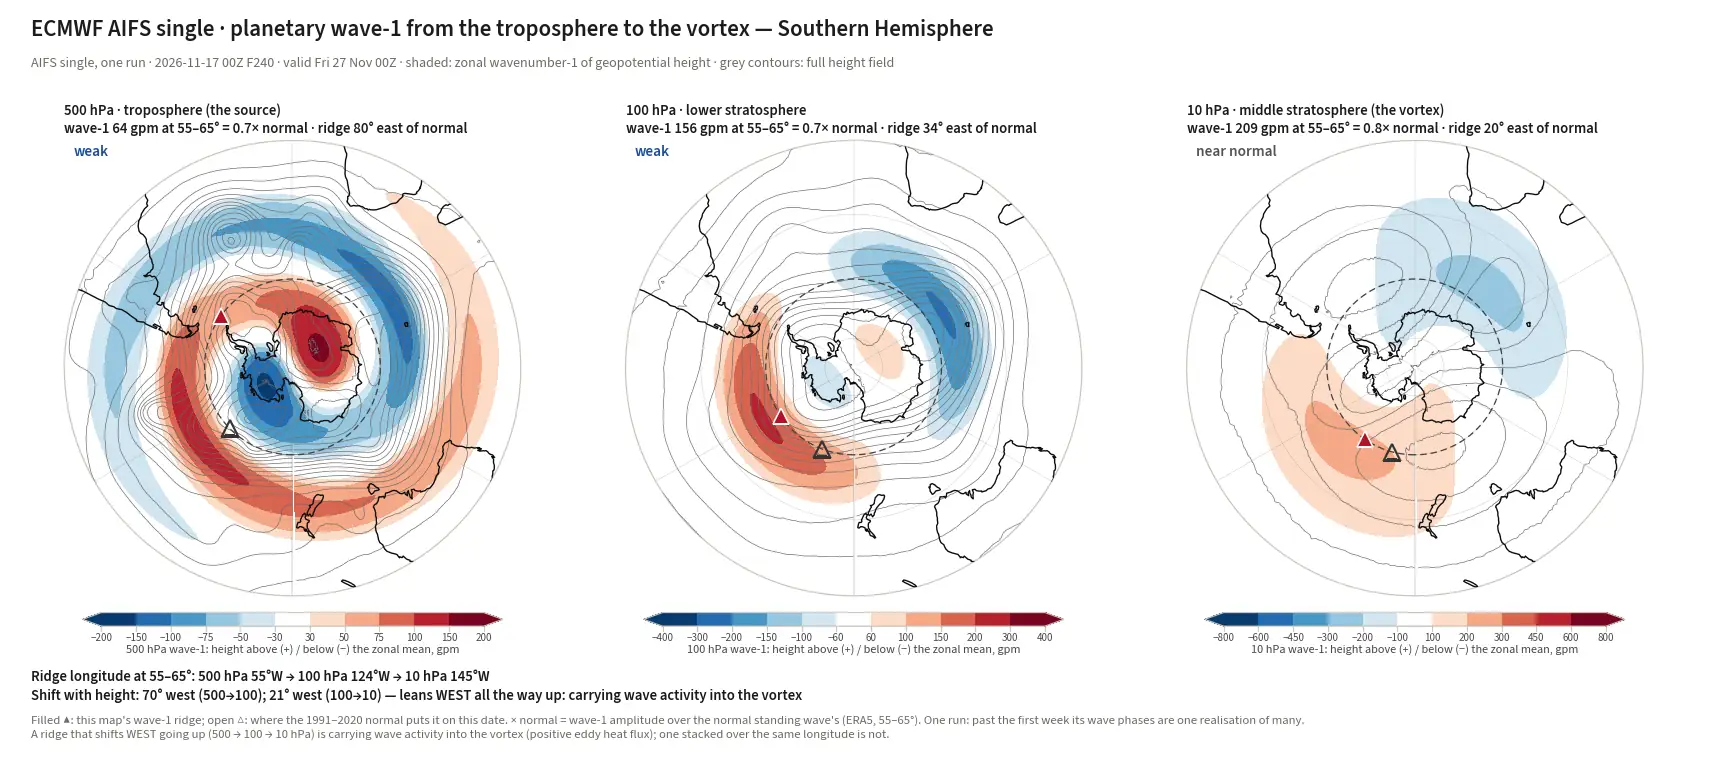 ECMWF AIFS single · planetary wave-1 from the troposphere to the vortex — Southern Hemisphere
AIFS single, one run · 2026-11-17 00Z F240 · valid Fri 27 Nov 00Z · shaded: zonal wavenumber-1 of geopotential height · grey contours: full height field
500 hPa · troposphere (the source)
wave-1 64 gpm at 55–65° = 0.7× normal · ridge 80° east of normal
weak
100 hPa · lower stratosphere
wave-1 156 gpm at 55–65° = 0.7× normal · ridge 34° east of normal
weak
10 hPa · middle stratosphere (the vortex)
wave-1 209 gpm at 55–65° = 0.8× normal · ridge 20° east of normal
near normal
−200 −150 −100 −75 −50 −30 30 50 75 100 150 200
500 hPa wave-1: height above (+) / below (−) the zonal mean, gpm
−400 −300 −200 −150 −100 −60 60 100 150 200 300 400
100 hPa wave-1: height above (+) / below (−) the zonal mean, gpm
−800 −600 −450 −300 −200 −100 100 200 300 450 600 800
10 hPa wave-1: height above (+) / below (−) the zonal mean, gpm
Ridge longitude at 55–65°: 500 hPa 55°W → 100 hPa 124°W → 10 hPa 145°W
Shift with height: 70° west (500→100); 21° west (100→10) — leans WEST all the way up: carrying wave activity into the vortex
Filled ▲: this map's wave-1 ridge; open △: where the 1991–2020 normal puts it on this date. × normal = wave-1 amplitude over the normal standing wave's (ERA5, 55–65°). One run: past the first week its wave phases are one realisation of many.
A ridge that shifts WEST going up (500 → 100 → 10 hPa) is carrying wave activity into the vortex (positive eddy heat flux); one stacked over the same longitude is not.